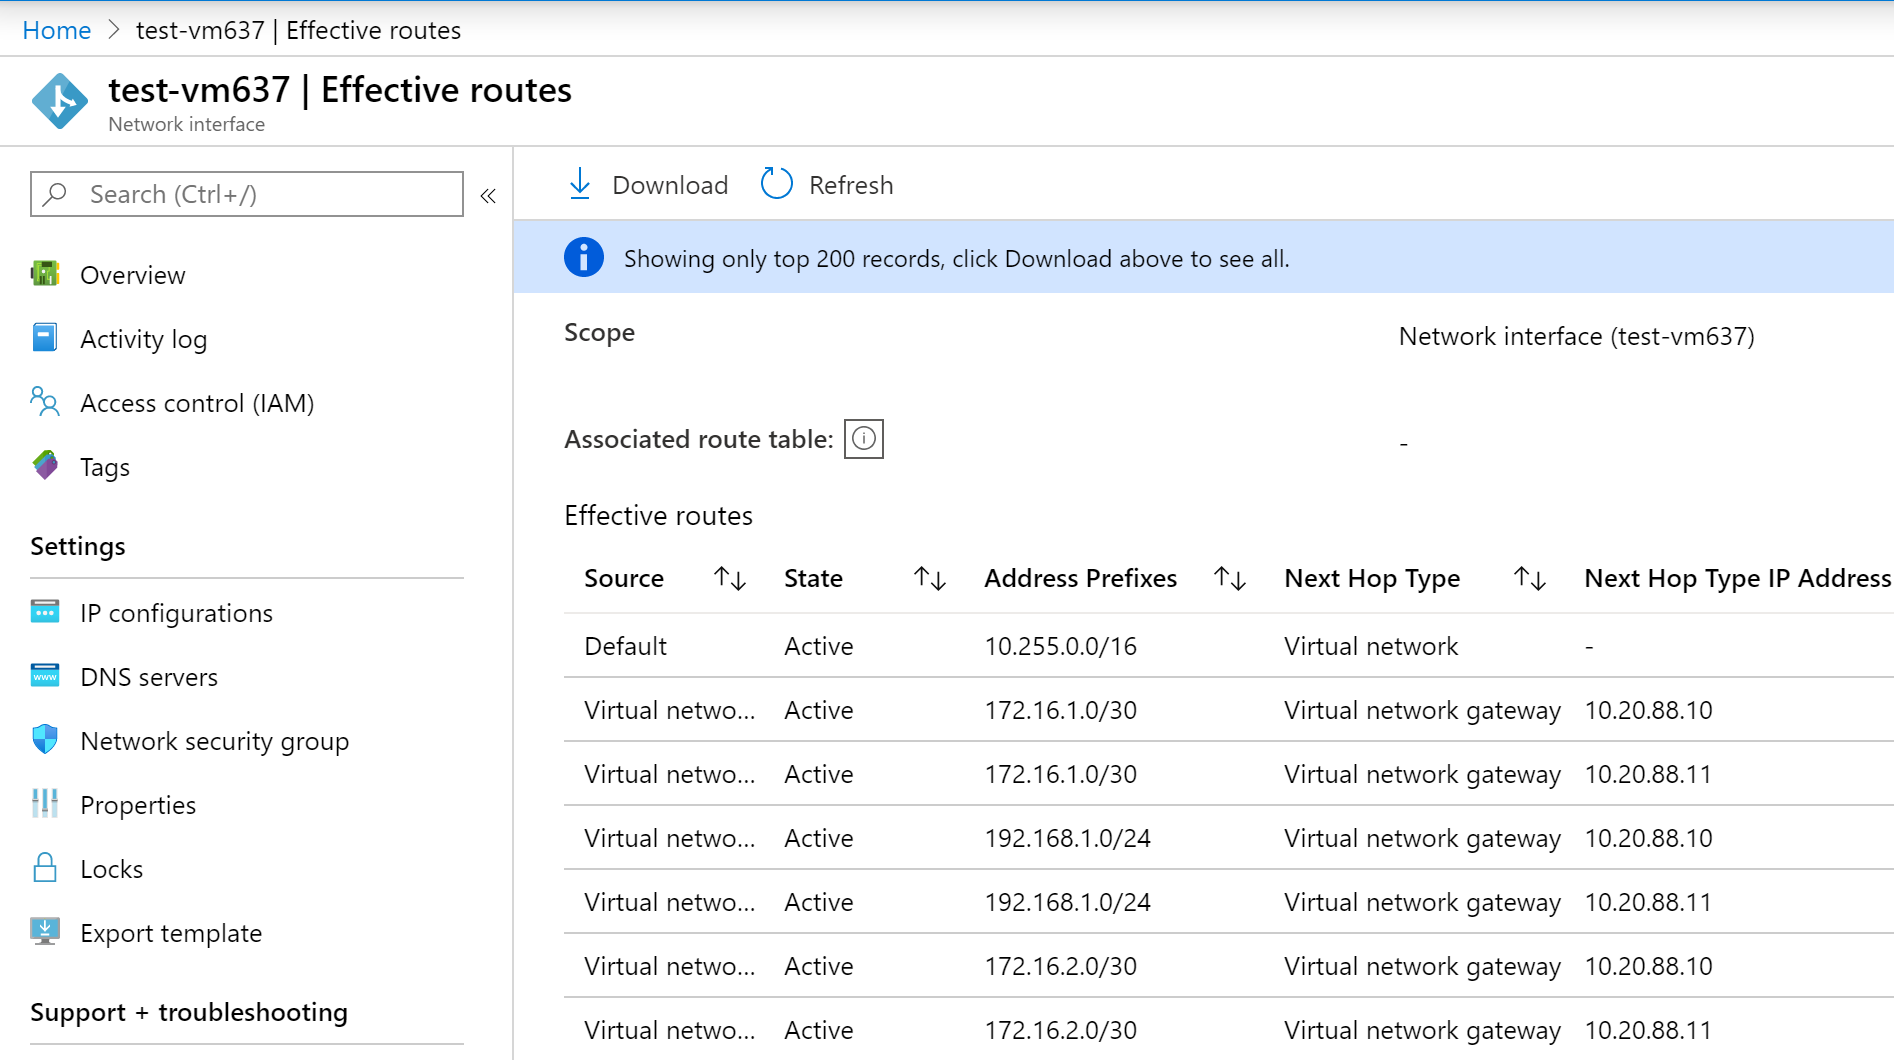 Home > test-vm637 | Effective routes
test-vm637 | Effective routes
Network interface
Search (Ctrl+/)
«
Overview
Activity log
Access control (IAM)
Tags
Settings
IP configurations
DNS servers
Network security group
Properties
Locks
Export template
Support + troubleshooting
Download Refresh
Showing only top 200 records, click Download above to see all.
Scope Network interface (test-vm637)
Associated route table: -
Effective routes
Source ↑↓ State ↑↓ Address Prefixes ↑↓ Next Hop Type ↑↓ Next Hop Type IP Address
Default Active 10.255.0.0/16 Virtual network -
Virtual netwo... Active 172.16.1.0/30 Virtual network gateway 10.20.88.10
Virtual netwo... Active 172.16.1.0/30 Virtual network gateway 10.20.88.11
Virtual netwo... Active 192.168.1.0/24 Virtual network gateway 10.20.88.10
Virtual netwo... Active 192.168.1.0/24 Virtual network gateway 10.20.88.11
Virtual netwo... Active 172.16.2.0/30 Virtual network gateway 10.20.88.10
Virtual netwo... Active 172.16.2.0/30 Virtual network gateway 10.20.88.11